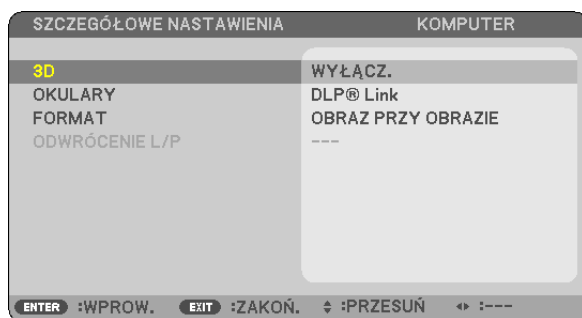 SZCZEGÓŁOWE NASTAWIENIA KOMPUTER
3D WYŁĄCZ.
OKULARY DLP® Link
FORMAT OBRAZ PRZY OBRAZIE
ODWRÓCENIE L/P ---
ENTER :WPROW. EXIT :ZAKOŃ. :PRZESUŃ :---